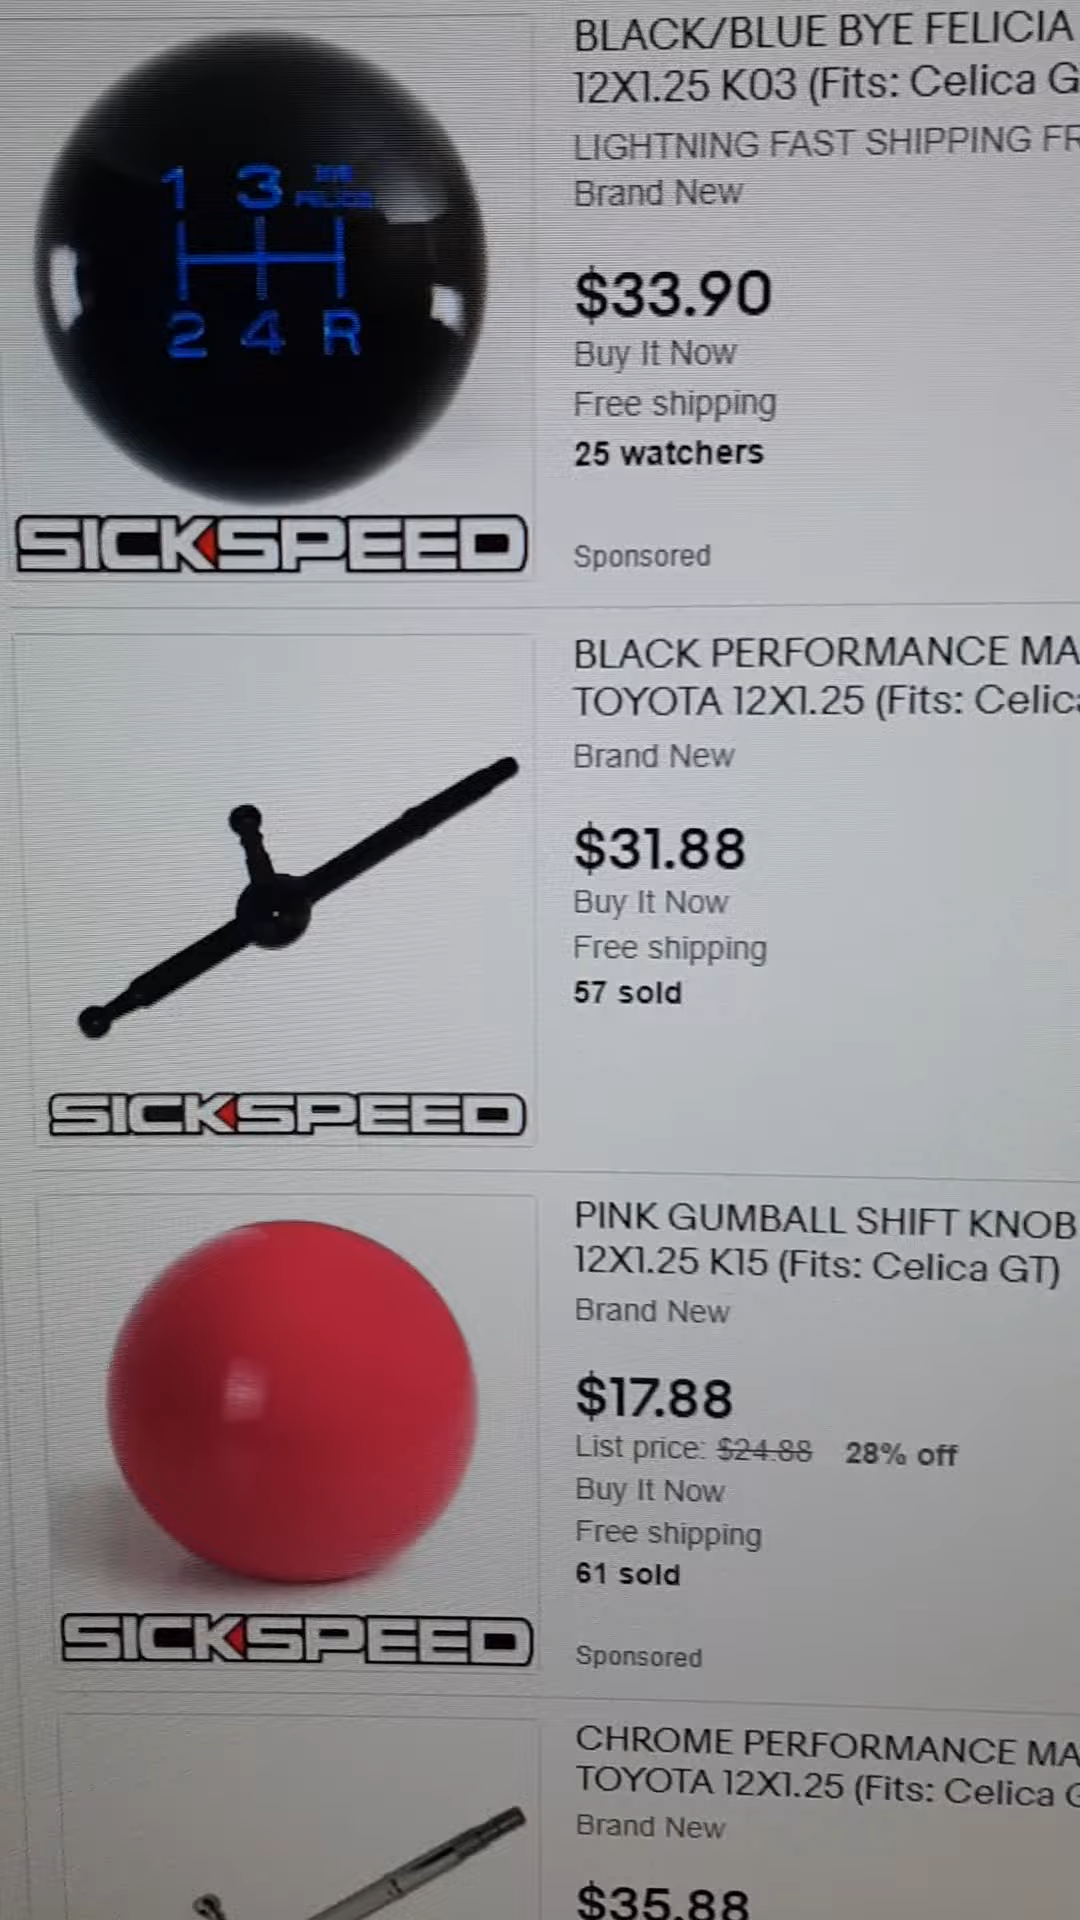 BLACK/BLUE BYE FELICIA
12X1.25 K03 (Fits: Celica G
LIGHTNING FAST SHIPPING FR
Brand New
$33.90
Buy It Now
Free shipping
25 watchers
Sponsored
1 3 BYE
FELICIA
2 4 R
SICKSPEED
BLACK PERFORMANCE MA
TOYOTA 12X1.25 (Fits: Celica
Brand New
$31.88
Buy It Now
Free shipping
57 sold
SICKSPEED
PINK GUMBALL SHIFT KNOB
12X1.25 K15 (Fits: Celica GT)
Brand New
$17.88
List price: $24.88 28% off
Buy It Now
Free shipping
61 sold
Sponsored
SICKSPEED
CHROME PERFORMANCE MA
TOYOTA 12X1.25 (Fits: Celica G
Brand New
$35.88